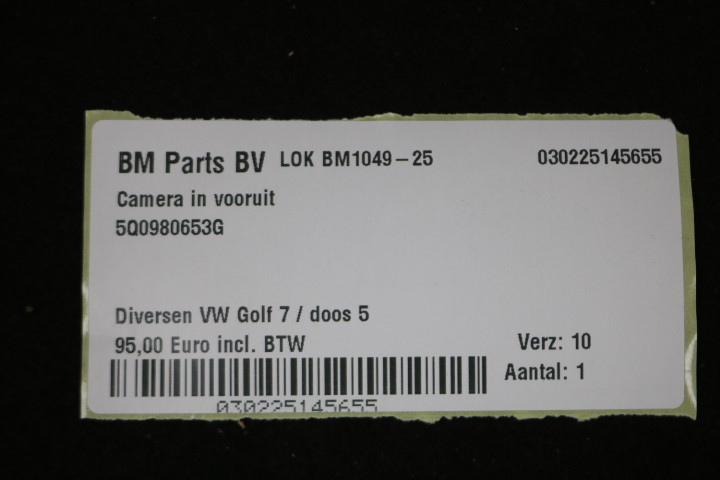 BM Parts BV LOK BM1049-25 030225145655
Camera in vooruit
5Q0980653G
Diversen VW Golf 7 / doos 5
95,00 Euro incl. BTW Verz: 10
Aantal: 1
030225145655